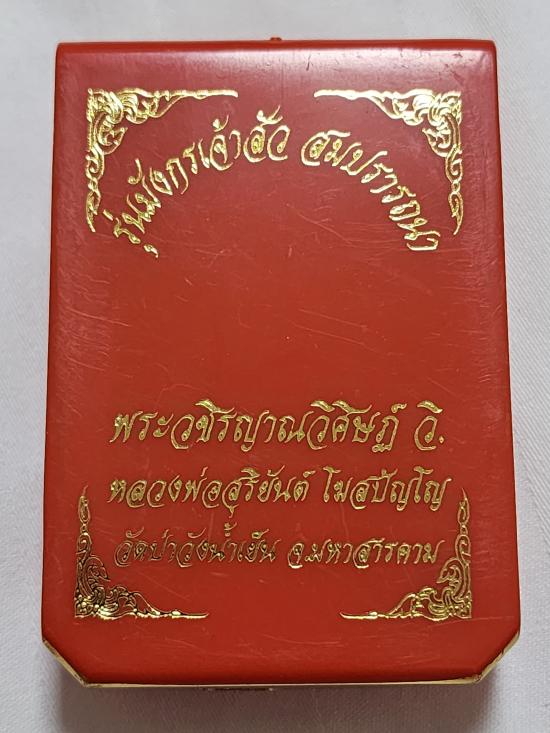 รุ่นมังกรเจ้าสัว สมปรารถนา
พระวชิรญาณวิศิษฏ์ วิ.
หลวงพ่อสุริยันต์ โฆสปัญโญ
วัดป่าวังน้ำเย็น จ.มหาสารคาม